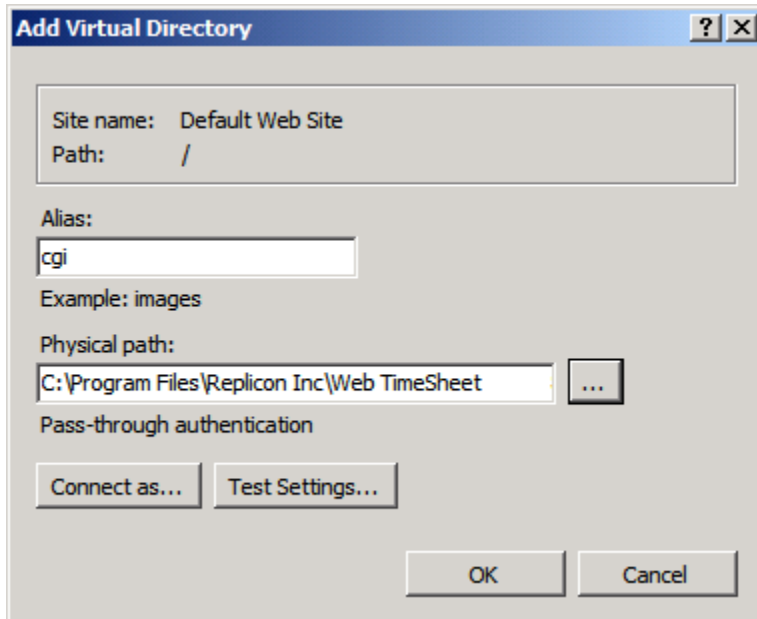 Add Virtual Directory
Site name: Default Web Site
Path: /
Alias:
cgi
Example: images
Physical path:
C:\Program Files\Replicon Inc\Web TimeSheet
...
Pass-through authentication
Connect as... Test Settings...
OK Cancel